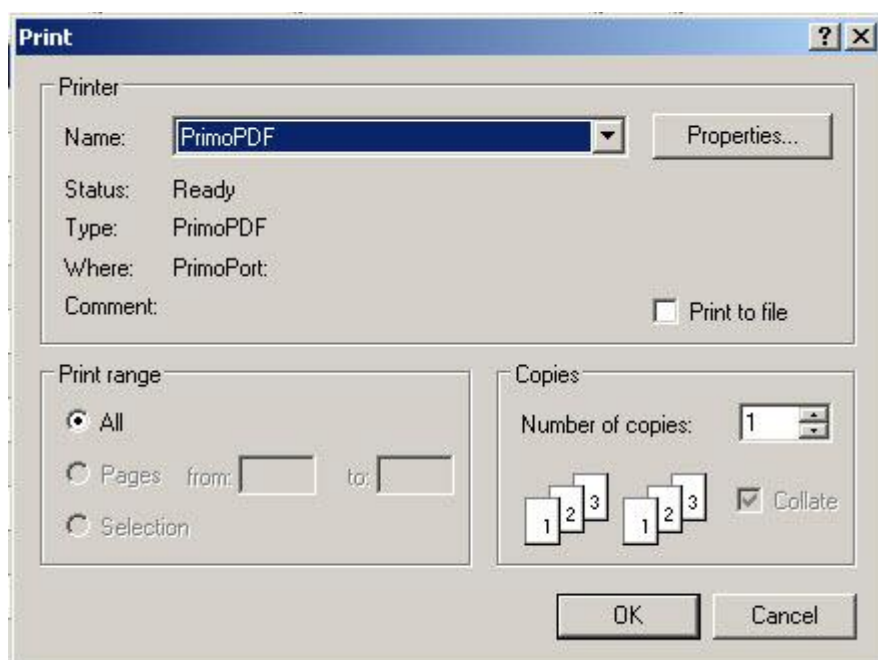 Print
Printer
Name: PrimoPDF Properties...
Status: Ready
Type: PrimoPDF
Where: PrimoPort:
Comment:
Print to file
Print range
All
Pages from: to:
Selection
Copies
Number of copies: 1
1 2 3 1 2 3
Collate
OK Cancel